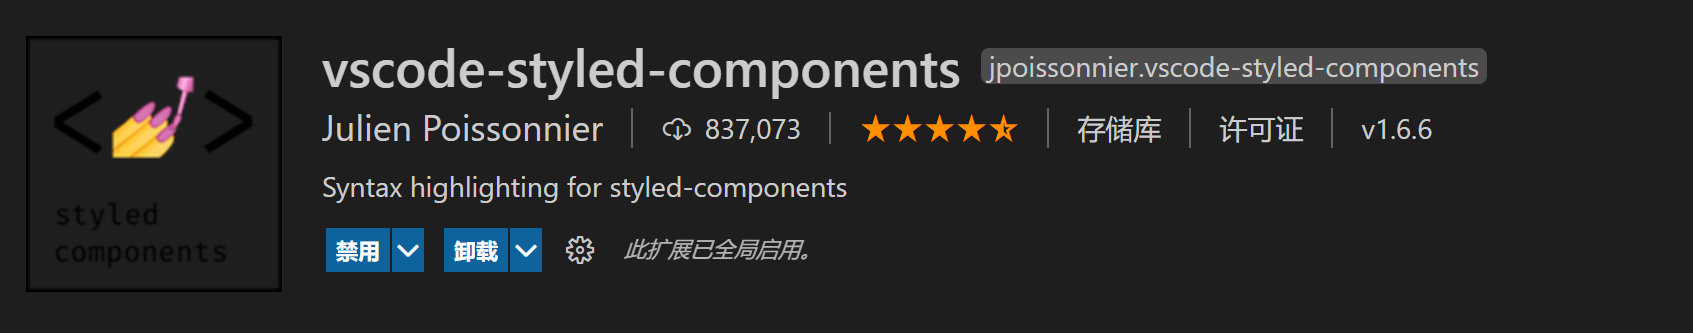 vscode-styled-components jpoissonnier.vscode-styled-components
Julien Poissonnier 837,073 存储库 许可证 v1.6.6
Syntax highlighting for styled-components
禁用 卸载 此扩展已全局启用。
styled
components